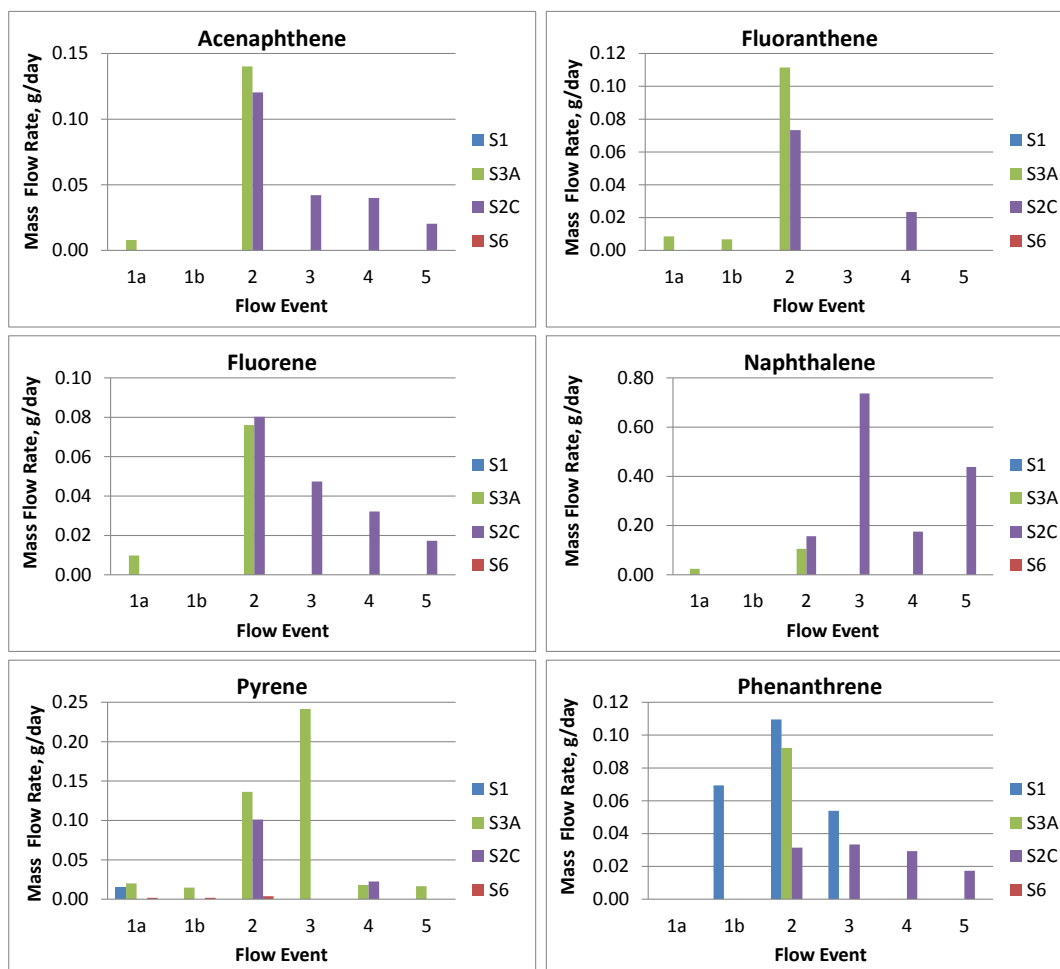 Acenaphthene
Mass Flow Rate, g/day
0.15
0.10
0.05
0.00
1a 1b 2 3 4 5
Flow Event
S1
S3A
S2C
S6
Fluoranthene
Mass Flow Rate, g/day
0.12
0.10
0.08
0.06
0.04
0.02
0.00
1a 1b 2 3 4 5
Flow Event
S1
S3A
S2C
S6
Fluorene
Mass Flow Rate, g/day
0.10
0.08
0.06
0.04
0.02
0.00
1a 1b 2 3 4 5
Flow Event
S1
S3A
S2C
S6
Naphthalene
Mass Flow Rate, g/day
0.80
0.60
0.40
0.20
0.00
1a 1b 2 3 4 5
Flow Event
S1
S3A
S2C
S6
Pyrene
Mass Flow Rate, g/day
0.25
0.20
0.15
0.10
0.05
0.00
1a 1b 2 3 4 5
Flow Event
S1
S3A
S2C
S6
Phenanthrene
Mass Flow Rate, g/day
0.12
0.10
0.08
0.06
0.04
0.02
0.00
1a 1b 2 3 4 5
Flow Event
S1
S3A
S2C
S6